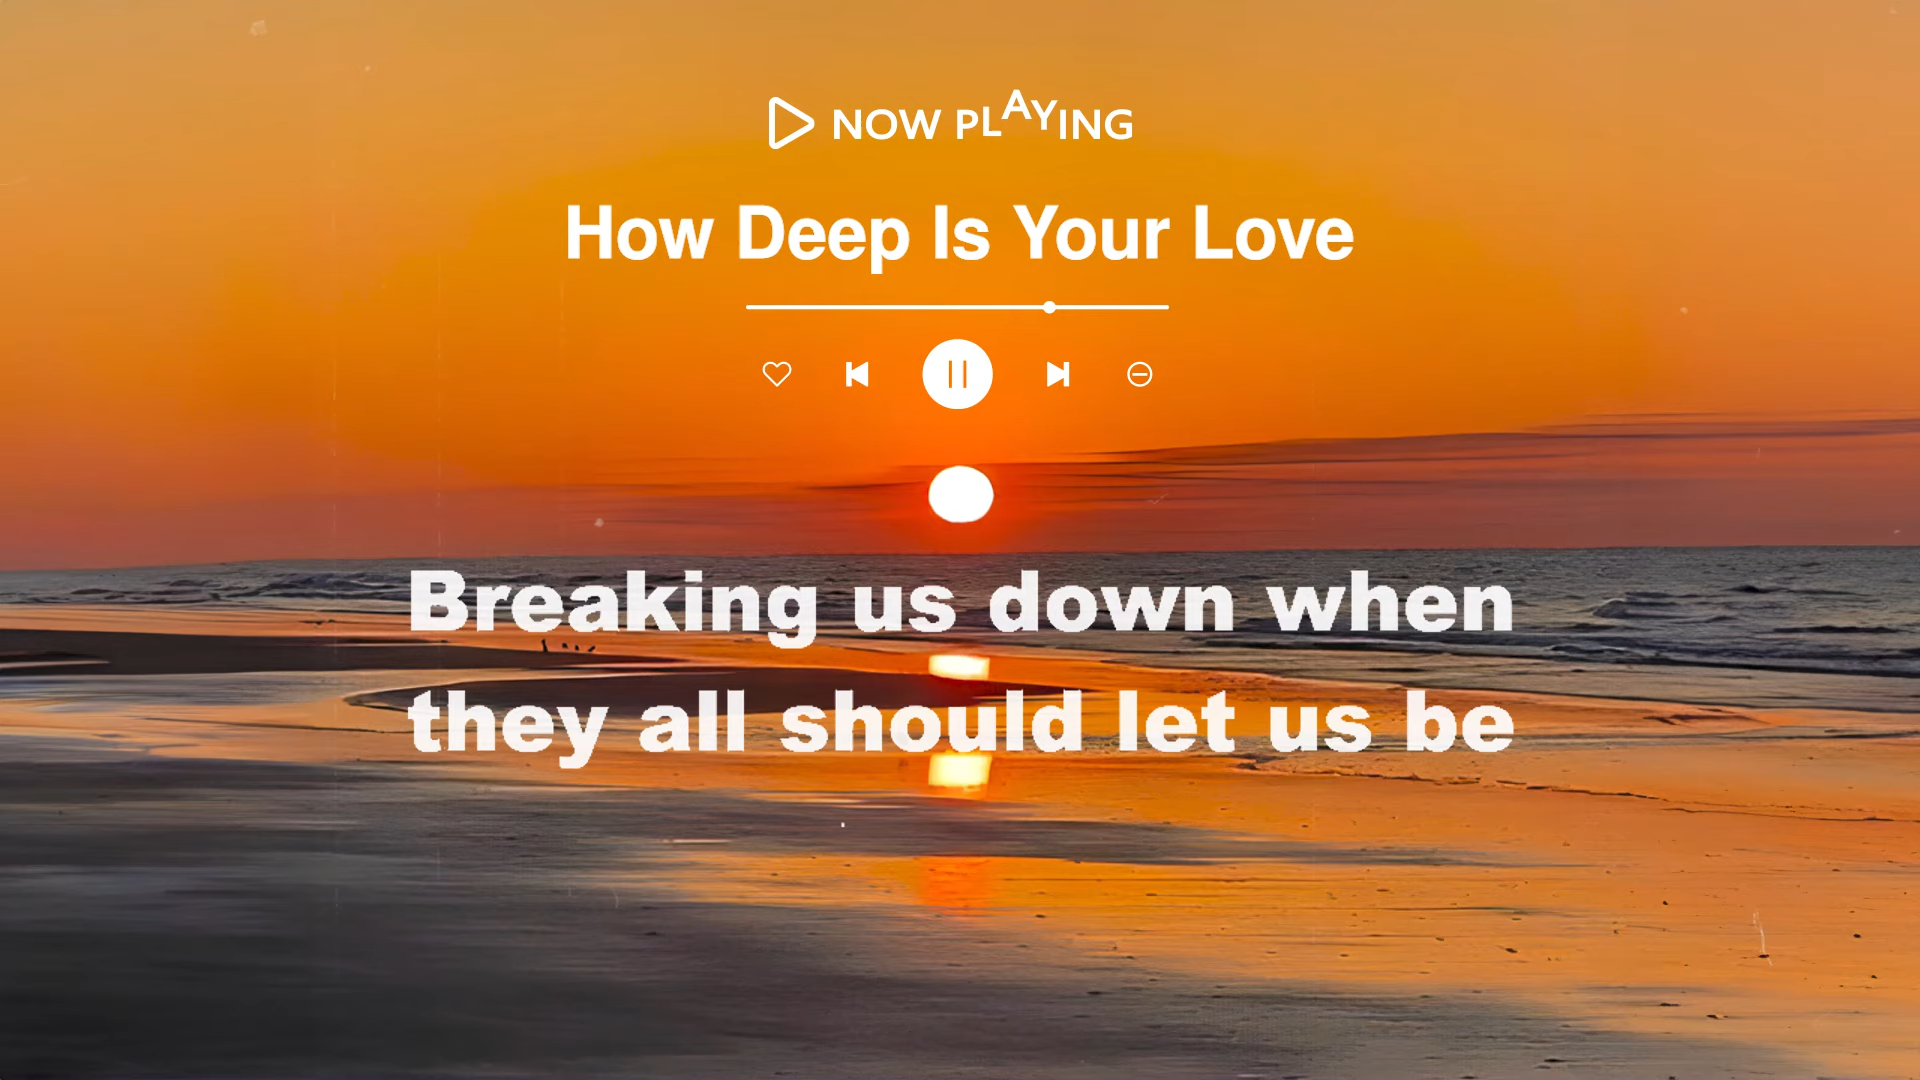 NOW PLAYING
How Deep Is Your Love
Breaking us down when
they all should let us be